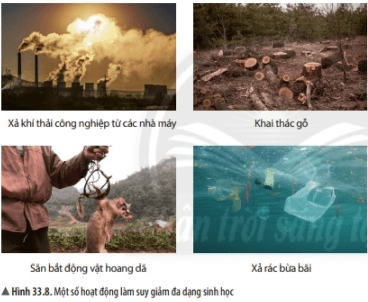 Xả khí thải công nghiệp từ các nhà máy
Khai thác gỗ
Săn bắt động vật hoang dã
Xả rác bừa bãi
▲ Hình 33.8. Một số hoạt động làm suy giảm đa dạng sinh học